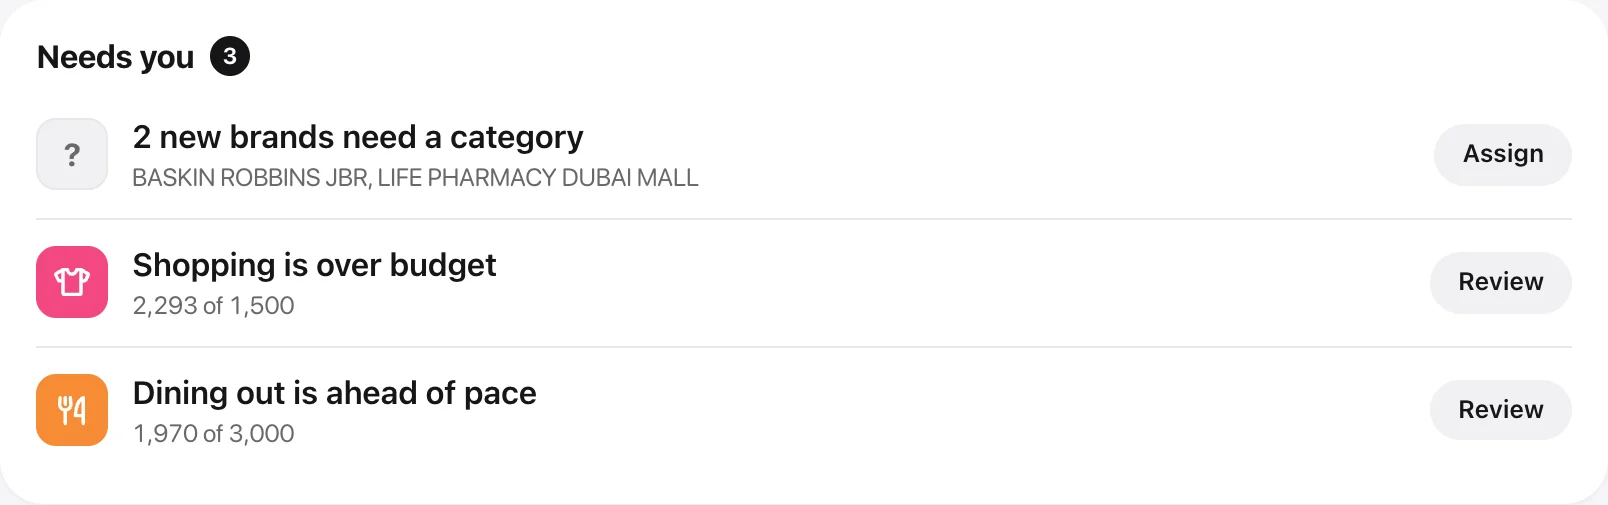 Needs you 3
?
2 new brands need a category
BASKIN ROBBINS JBR, LIFE PHARMACY DUBAI MALL
Assign
Shopping is over budget
2,293 of 1,500
Review
Dining out is ahead of pace
1,970 of 3,000
Review